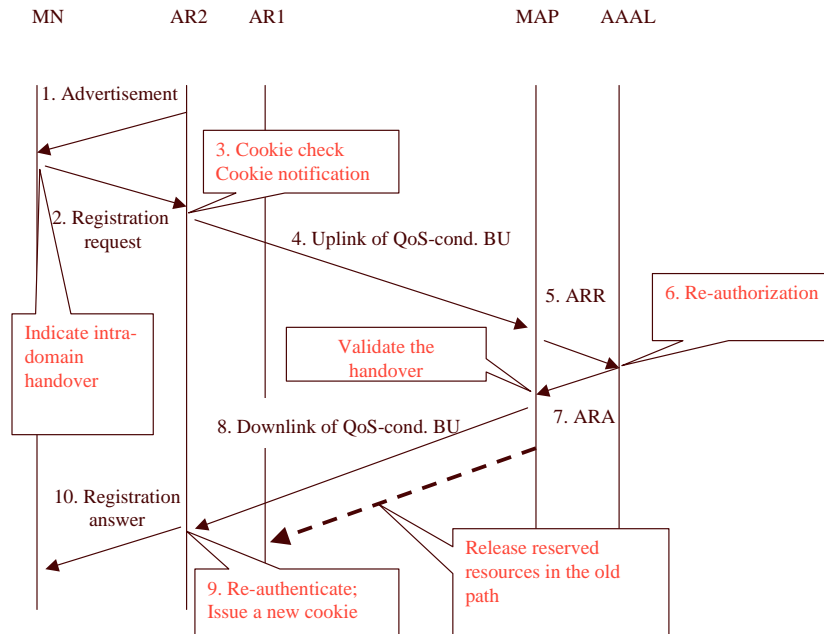 MN AR2 AR1 MAP AAAL
1. Advertisement
3. Cookie check
Cookie notification
2. Registration
request
4. Uplink of QoS-cond. BU
5. ARR
6. Re-authorization
Indicate intra-
domain
handover
Validate the
handover
7. ARA
8. Downlink of QoS-cond. BU
10. Registration
answer
Release reserved
resources in the old
path
9. Re-authenticate;
Issue a new cookie